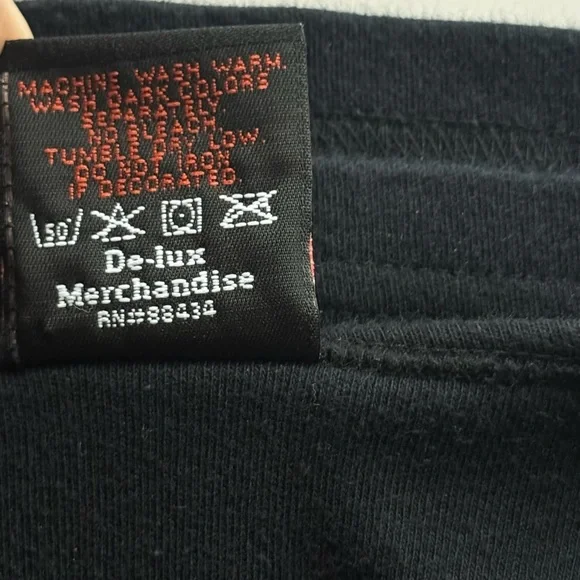 MACHINE WASH WARM.
WASH DARK COLORS
SEPARATELY
NO BLEACH
TUMBLE DRY LOW.
DO NOT IRON
IF DECORATED
50
De-lux
Merchandise
RN#88434